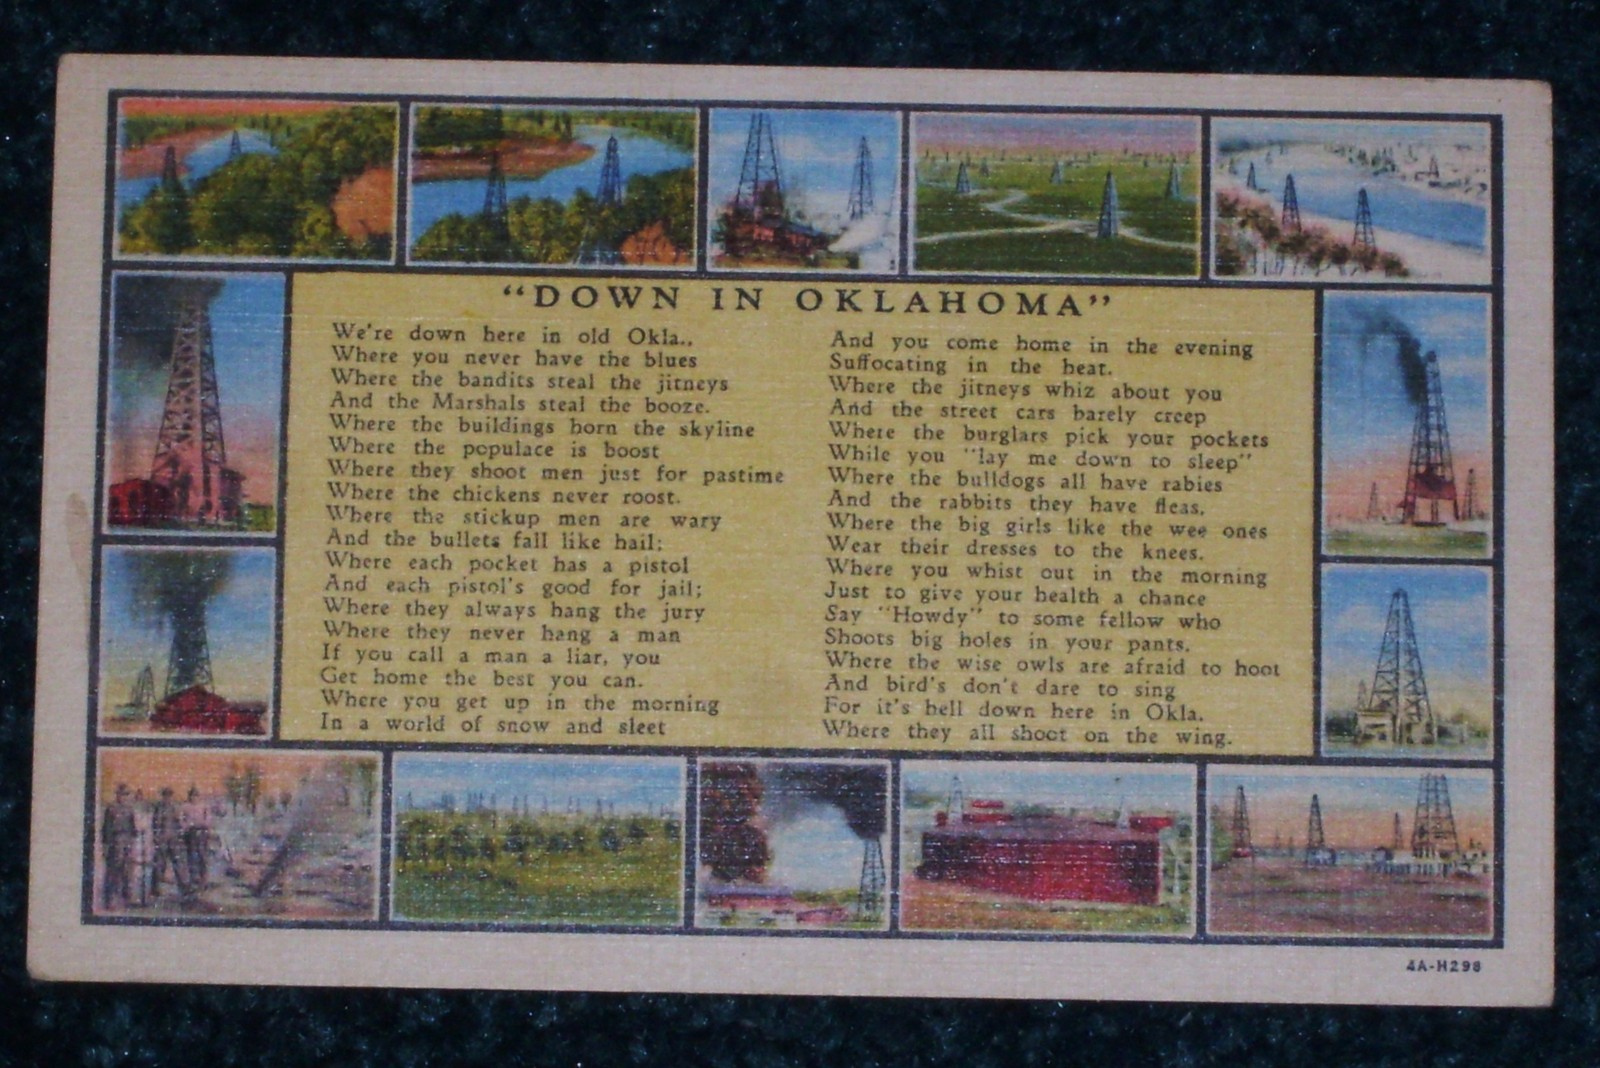 "DOWN IN OKLAHOMA"
We're down here in old Okla..
Where you never have the blues
Where the bandits steal the jitneys
And the Marshals steal the booze.
Where the buildings horn the skyline
Where the populace is boost
Where they shoot men just for pastime
Where the chickens never roost.
Where the stickup men are wary
And the bullets fall like hail;
Where each pocket has a pistol
And each pistol's good for jail;
Where they always hang the jury
Where they never hang a man
If you call a man a liar, you
Get home the best you can.
Where you get up in the morning
In a world of snow and sleet
And you come home in the evening
Suffocating in the heat.
Where the jitneys whiz about you
And the street cars barely creep
Where the burglars pick your pockets
While you "lay me down to sleep"
Where the bulldogs all have rabies
And the rabbits they have fleas.
Where the big girls like the wee ones
Wear their dresses to the knees.
Where you whist out in the morning
Just to give your health a chance
Say "Howdy" to some fellow who
Shoots big holes in your pants.
Where the wise owls are afraid to hoot
And bird's don't dare to sing
For it's hell down here in Okla.
Where they all shoot on the wing.
4A-H298